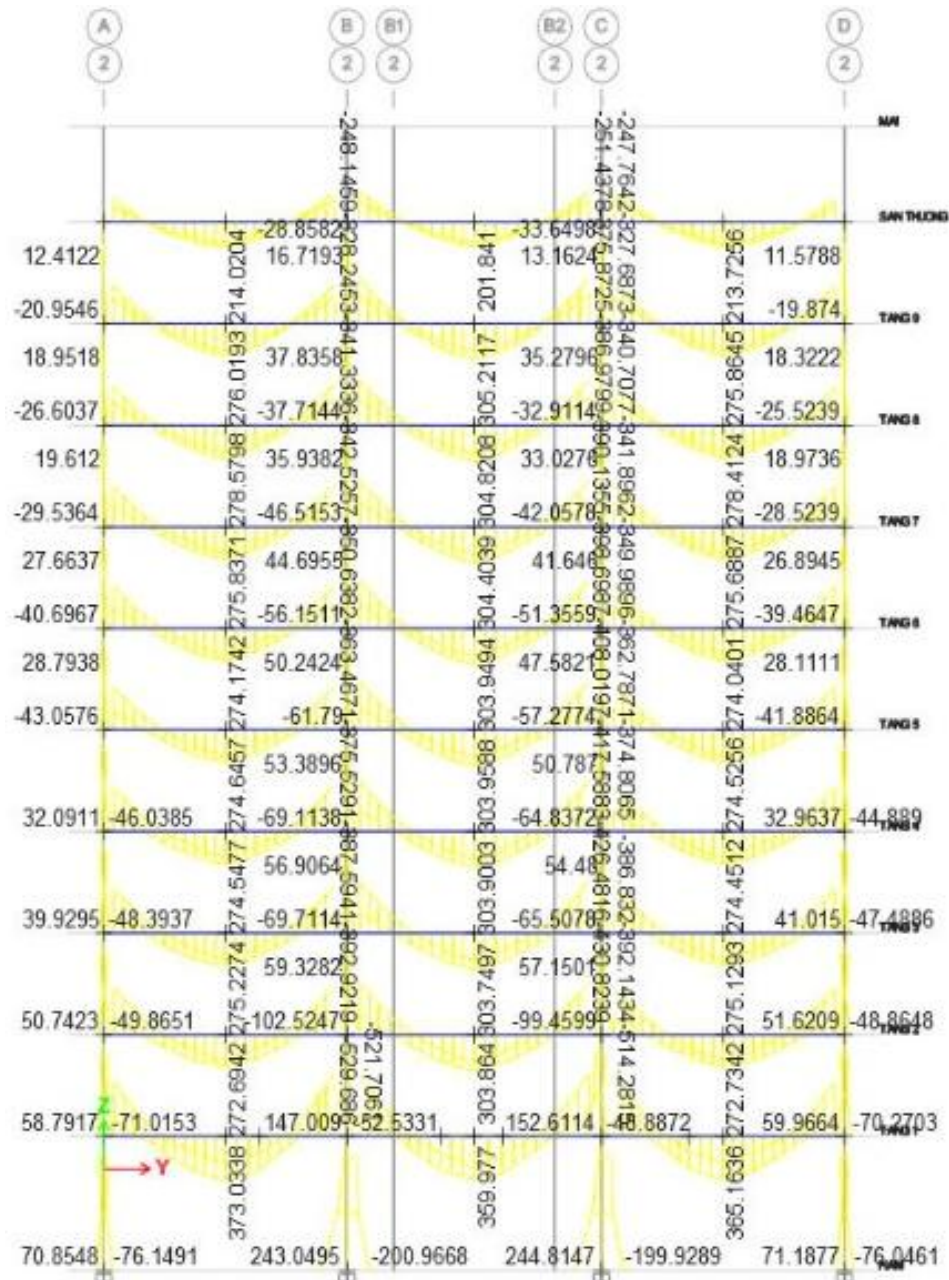 A B B1 B2 C D
2 2 2 2 2 2
MAI
SAN THUONG
-28.8582 -33.6498
12.4122 16.7193 13.1624 11.5788
214.0204 201.841 213.7256
-20.9546 -19.874 TANG 9
18.9518 37.8358 35.2796 18.3222
276.0193 305.2117 275.8645
-26.6037 -37.7144 -32.9114 -25.5239 TANG 8
19.612 35.9382 33.0276 18.9736
278.5798 304.8208 278.4124
-29.5364 -46.5153 -42.0578 -28.5239 TANG 7
27.6637 44.6955 41.646 26.8945
275.8371 304.4039 275.6887
-40.6967 -56.1511 -51.3559 -39.4647 TANG 6
28.7938 50.2424 47.5821 28.1111
274.1742 303.9494 274.0401
-43.0576 -61.79 -57.2774 -41.8864 TANG 5
53.3896 50.787
274.6457 303.9588 274.5256
32.0911 -46.0385 -69.1138 -64.8372 32.9637 -44.889 TANG 4
56.9064 54.48
274.5477 303.9003 274.4512
39.9295 -48.3937 -69.7114 -65.5078 41.015 -47.4886 TANG 3
59.3282 57.1501
275.2274 303.7497 275.1293
50.7423 -49.8651 -102.5247 -99.4599 51.6209 -48.8648 TANG 2
272.6942 303.864 272.7342
-521.7061
Z
58.7917 -71.0153 147.009 -52.5331 152.6114 -48.8872 59.9664 -70.2703 TANG 1
Y
373.0338 359.977 365.1636
70.8548 -76.1491 243.0495 -200.9668 244.8147 -199.9289 71.1877 -76.0461 HAM